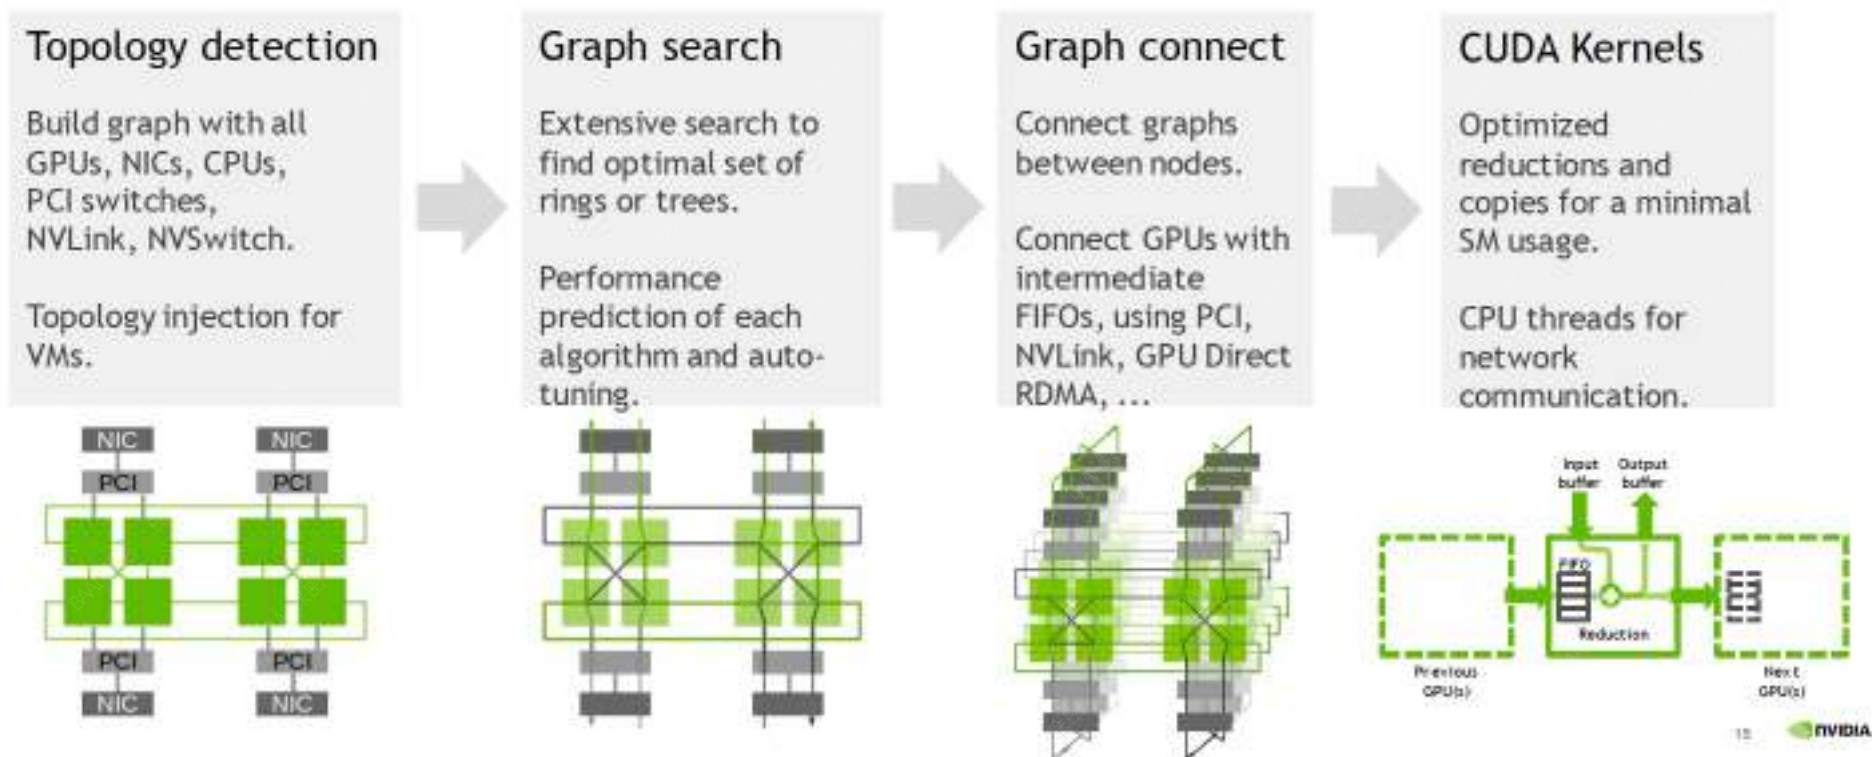 Topology detection
Build graph with all
GPUs, NICs, CPUs,
PCI switches,
NVLink, NVSwitch.
Topology injection for
VMs.
Graph search
Extensive search to
find optimal set of
rings or trees.
Performance
prediction of each
algorithm and auto-
tuning.
Graph connect
Connect graphs
between nodes.
Connect GPUs with
intermediate
FIFOs, using PCI,
NVLink, GPU Direct
RDMA, ...
CUDA Kernels
Optimized
reductions and
copies for a minimal
SM usage.
CPU threads for
network
communication.
NIC
NIC
PCI
PCI
PCI
PCI
NIC
NIC
Input
buffer
Output
buffer
FIFO
Reduction
Previous
GPU(s)
Next
GPU(s)
15
NVIDIA